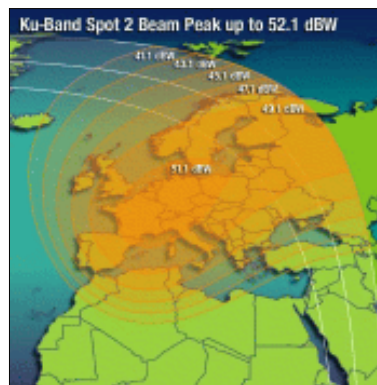 Ku-Band Spot 2 Beam Peak up to 52.1 dBW
41.1 dBW
43.1 dBW
45.1 dBW
47.1 dBW
49.1 dBW
51.1 dBW